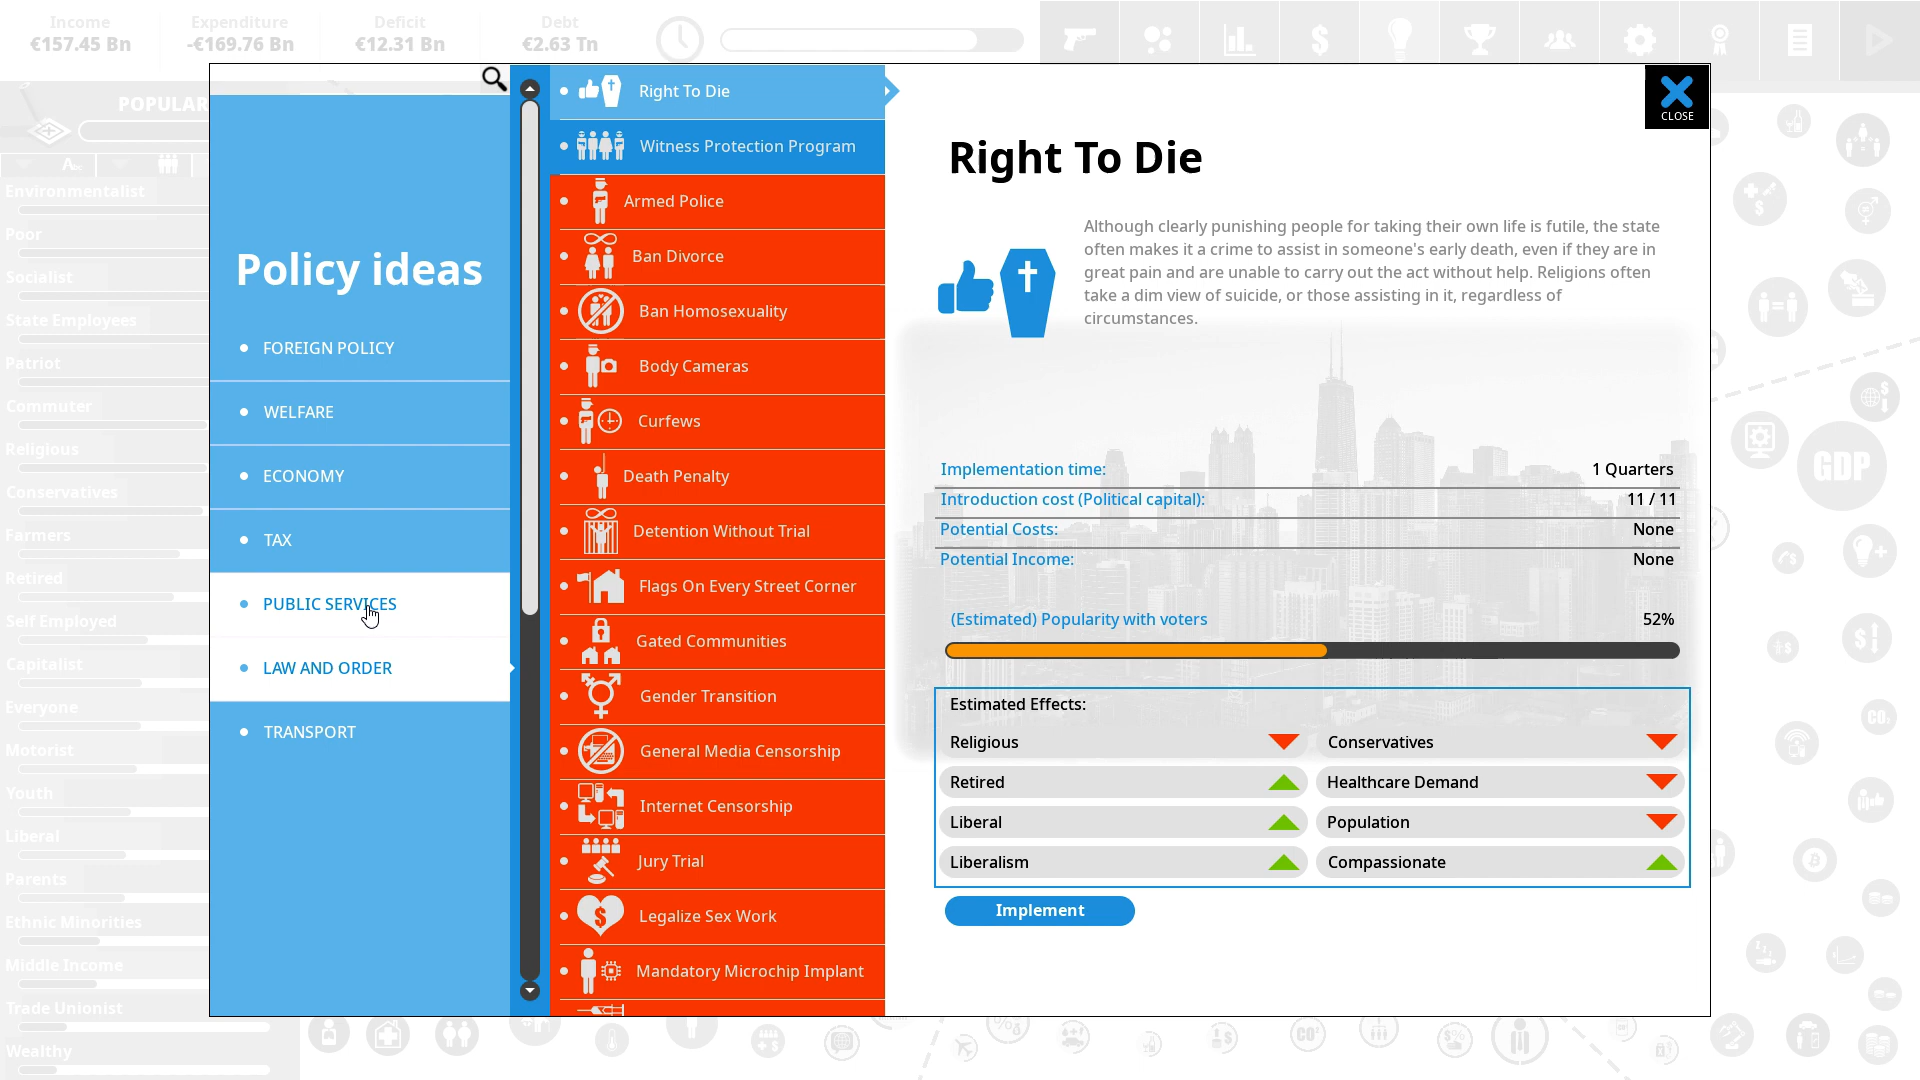 Income
€157.45 Bn
Expenditure
-€169.76 Bn
Deficit
€12.31 Bn
Debt
€2.63 Tn
POPULAR
Environmentalist
Poor
Socialist
State Employees
Patriot
Commuter
Religious
Conservatives
Farmers
Retired
Self Employed
Capitalist
Everyone
Motorist
Youth
Liberal
Parents
Ethnic Minorities
Middle Income
Trade Unionist
Wealthy
Policy ideas
FOREIGN POLICY
WELFARE
ECONOMY
TAX
PUBLIC SERVICES
LAW AND ORDER
TRANSPORT
Right To Die
Witness Protection Program
Armed Police
Ban Divorce
Ban Homosexuality
Body Cameras
Curfews
Death Penalty
Detention Without Trial
Flags On Every Street Corner
Gated Communities
Gender Transition
General Media Censorship
Internet Censorship
Jury Trial
Legalize Sex Work
Mandatory Microchip Implant
CLOSE
Right To Die
Although clearly punishing people for taking their own life is futile, the state
often makes it a crime to assist in someone's early death, even if they are in
great pain and are unable to carry out the act without help. Religions often
take a dim view of suicide, or those assisting in it, regardless of
circumstances.
Implementation time: 1 Quarters
Introduction cost (Political capital): 11 / 11
Potential Costs: None
Potential Income: None
(Estimated) Popularity with voters 52%
Estimated Effects:
Religious Conservatives
Retired Healthcare Demand
Liberal Population
Liberalism Compassionate
Implement
GDP
CO²
CO²